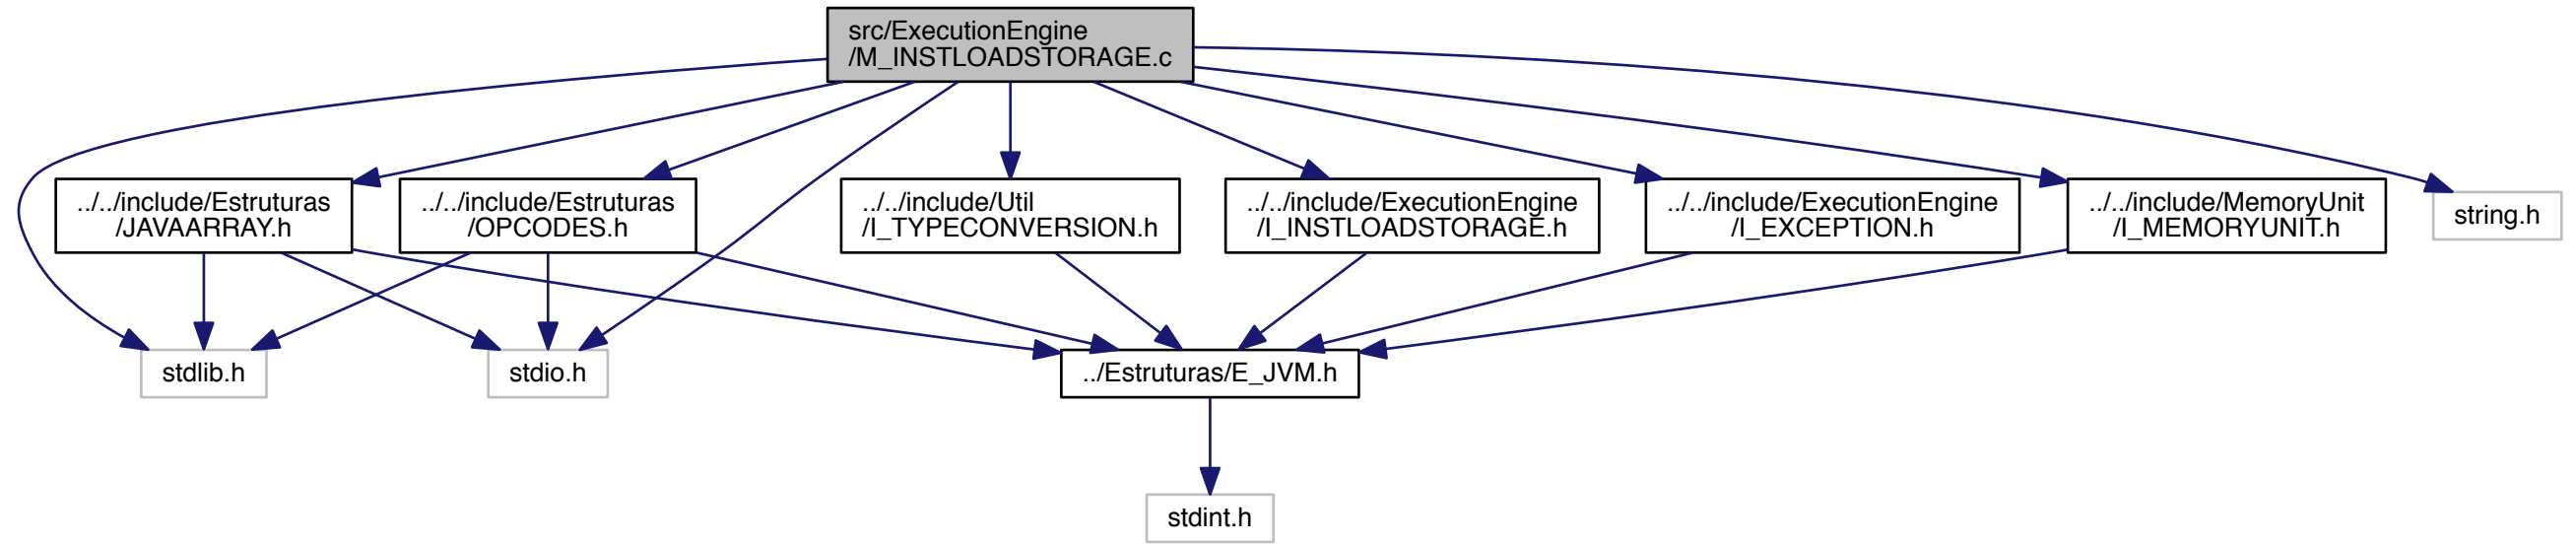 src/ExecutionEngine
/M_INSTLOADSTORAGE.c
../../include/Estruturas
/JAVAARRAY.h
../../include/Estruturas
/OPCODES.h
../../include/Util
/I_TYPECONVERSION.h
../../include/ExecutionEngine
/I_INSTLOADSTORAGE.h
../../include/ExecutionEngine
/I_EXCEPTION.h
../../include/MemoryUnit
/I_MEMORYUNIT.h
string.h
stdlib.h
stdio.h
../Estruturas/E_JVM.h
stdint.h